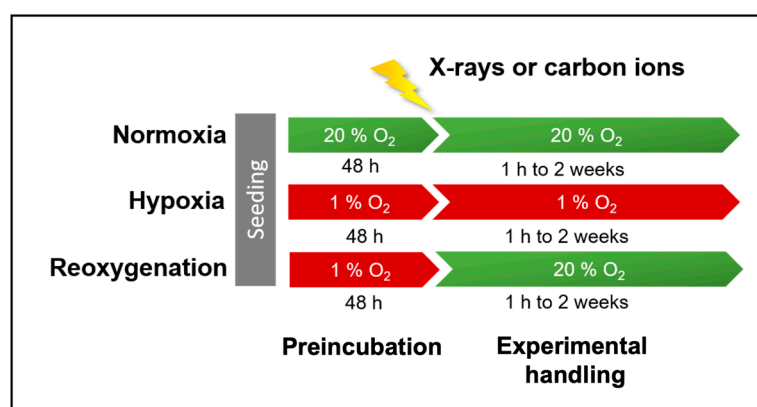 X-rays or carbon ions
Normoxia
20 % O₂
20 % O₂
48 h
1 h to 2 weeks
Hypoxia
1 % O₂
1 % O₂
48 h
1 h to 2 weeks
Reoxygenation
1 % O₂
20 % O₂
48 h
1 h to 2 weeks
Seeding
Preincubation
Experimental
handling